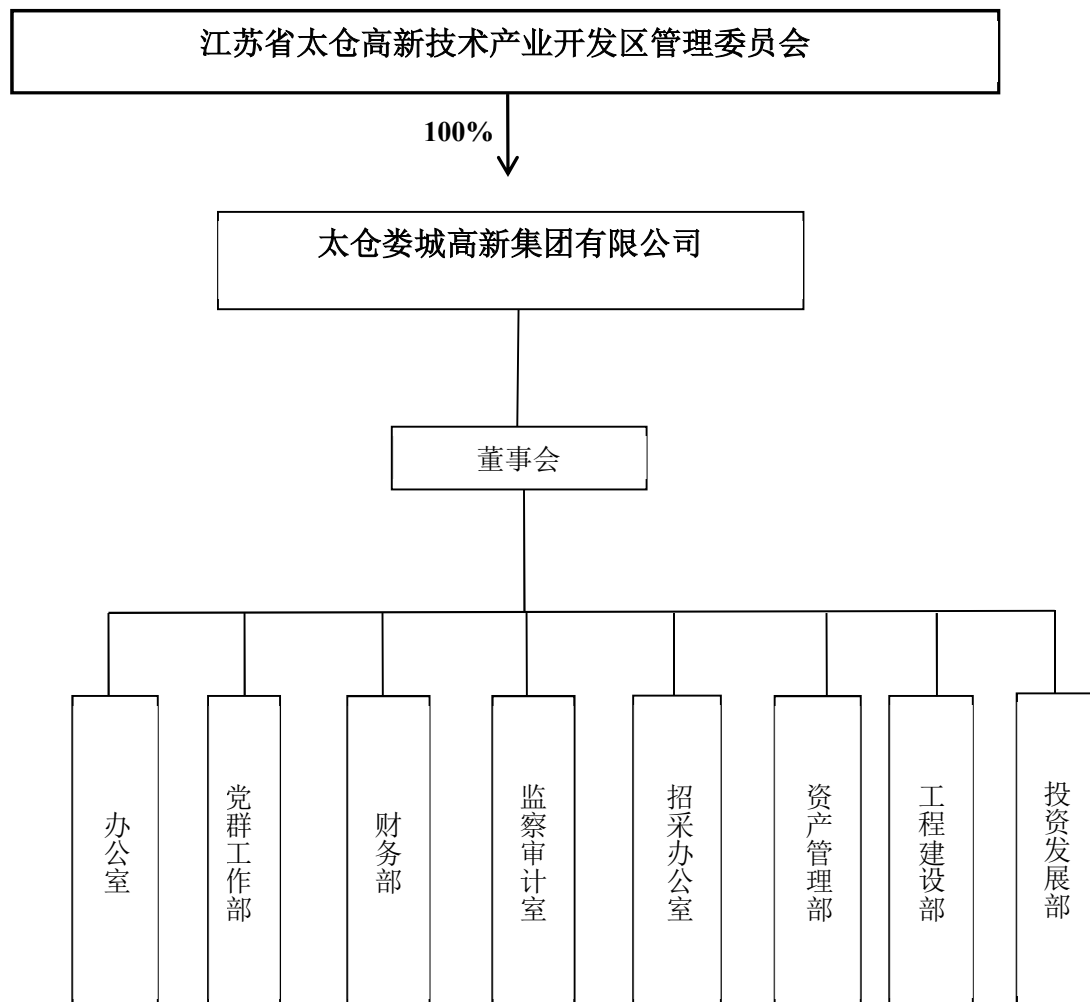 江苏省太仓高新技术产业开发区管理委员会
100%
太仓娄城高新集团有限公司
董事会
办公室
党群工作部
财务部
监察审计室
招采办公室
资产管理部
工程建设部
投资发展部